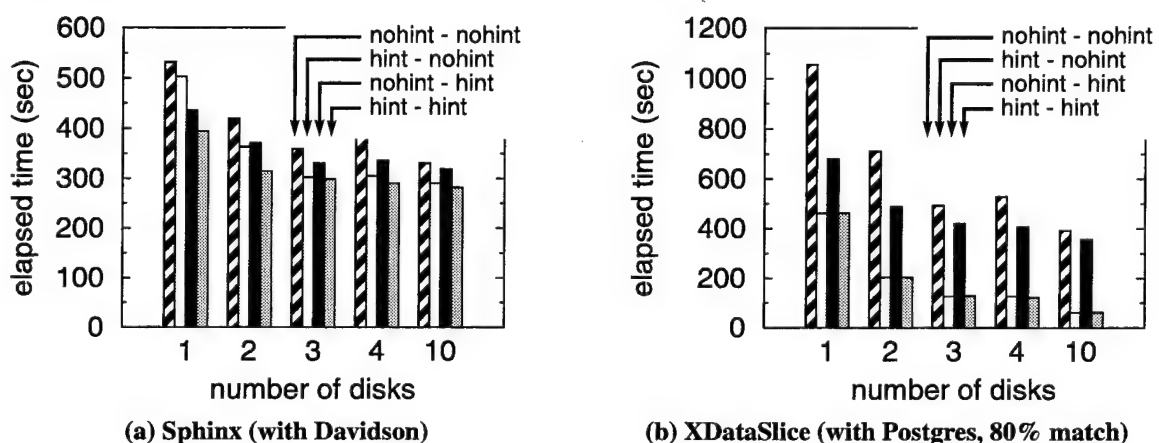 600
500
400
300
200
100
0
elapsed time (sec)
nohint - nohint
hint - nohint
nohint - hint
hint - hint
1 2 3 4 10
number of disks
(a) Sphinx (with Davidson)
1200
1000
800
600
400
200
0
elapsed time (sec)
nohint - nohint
hint - nohint
nohint - hint
hint - hint
1 2 3 4 10
number of disks
(b) XDataSlice (with Postgres, 80% match)